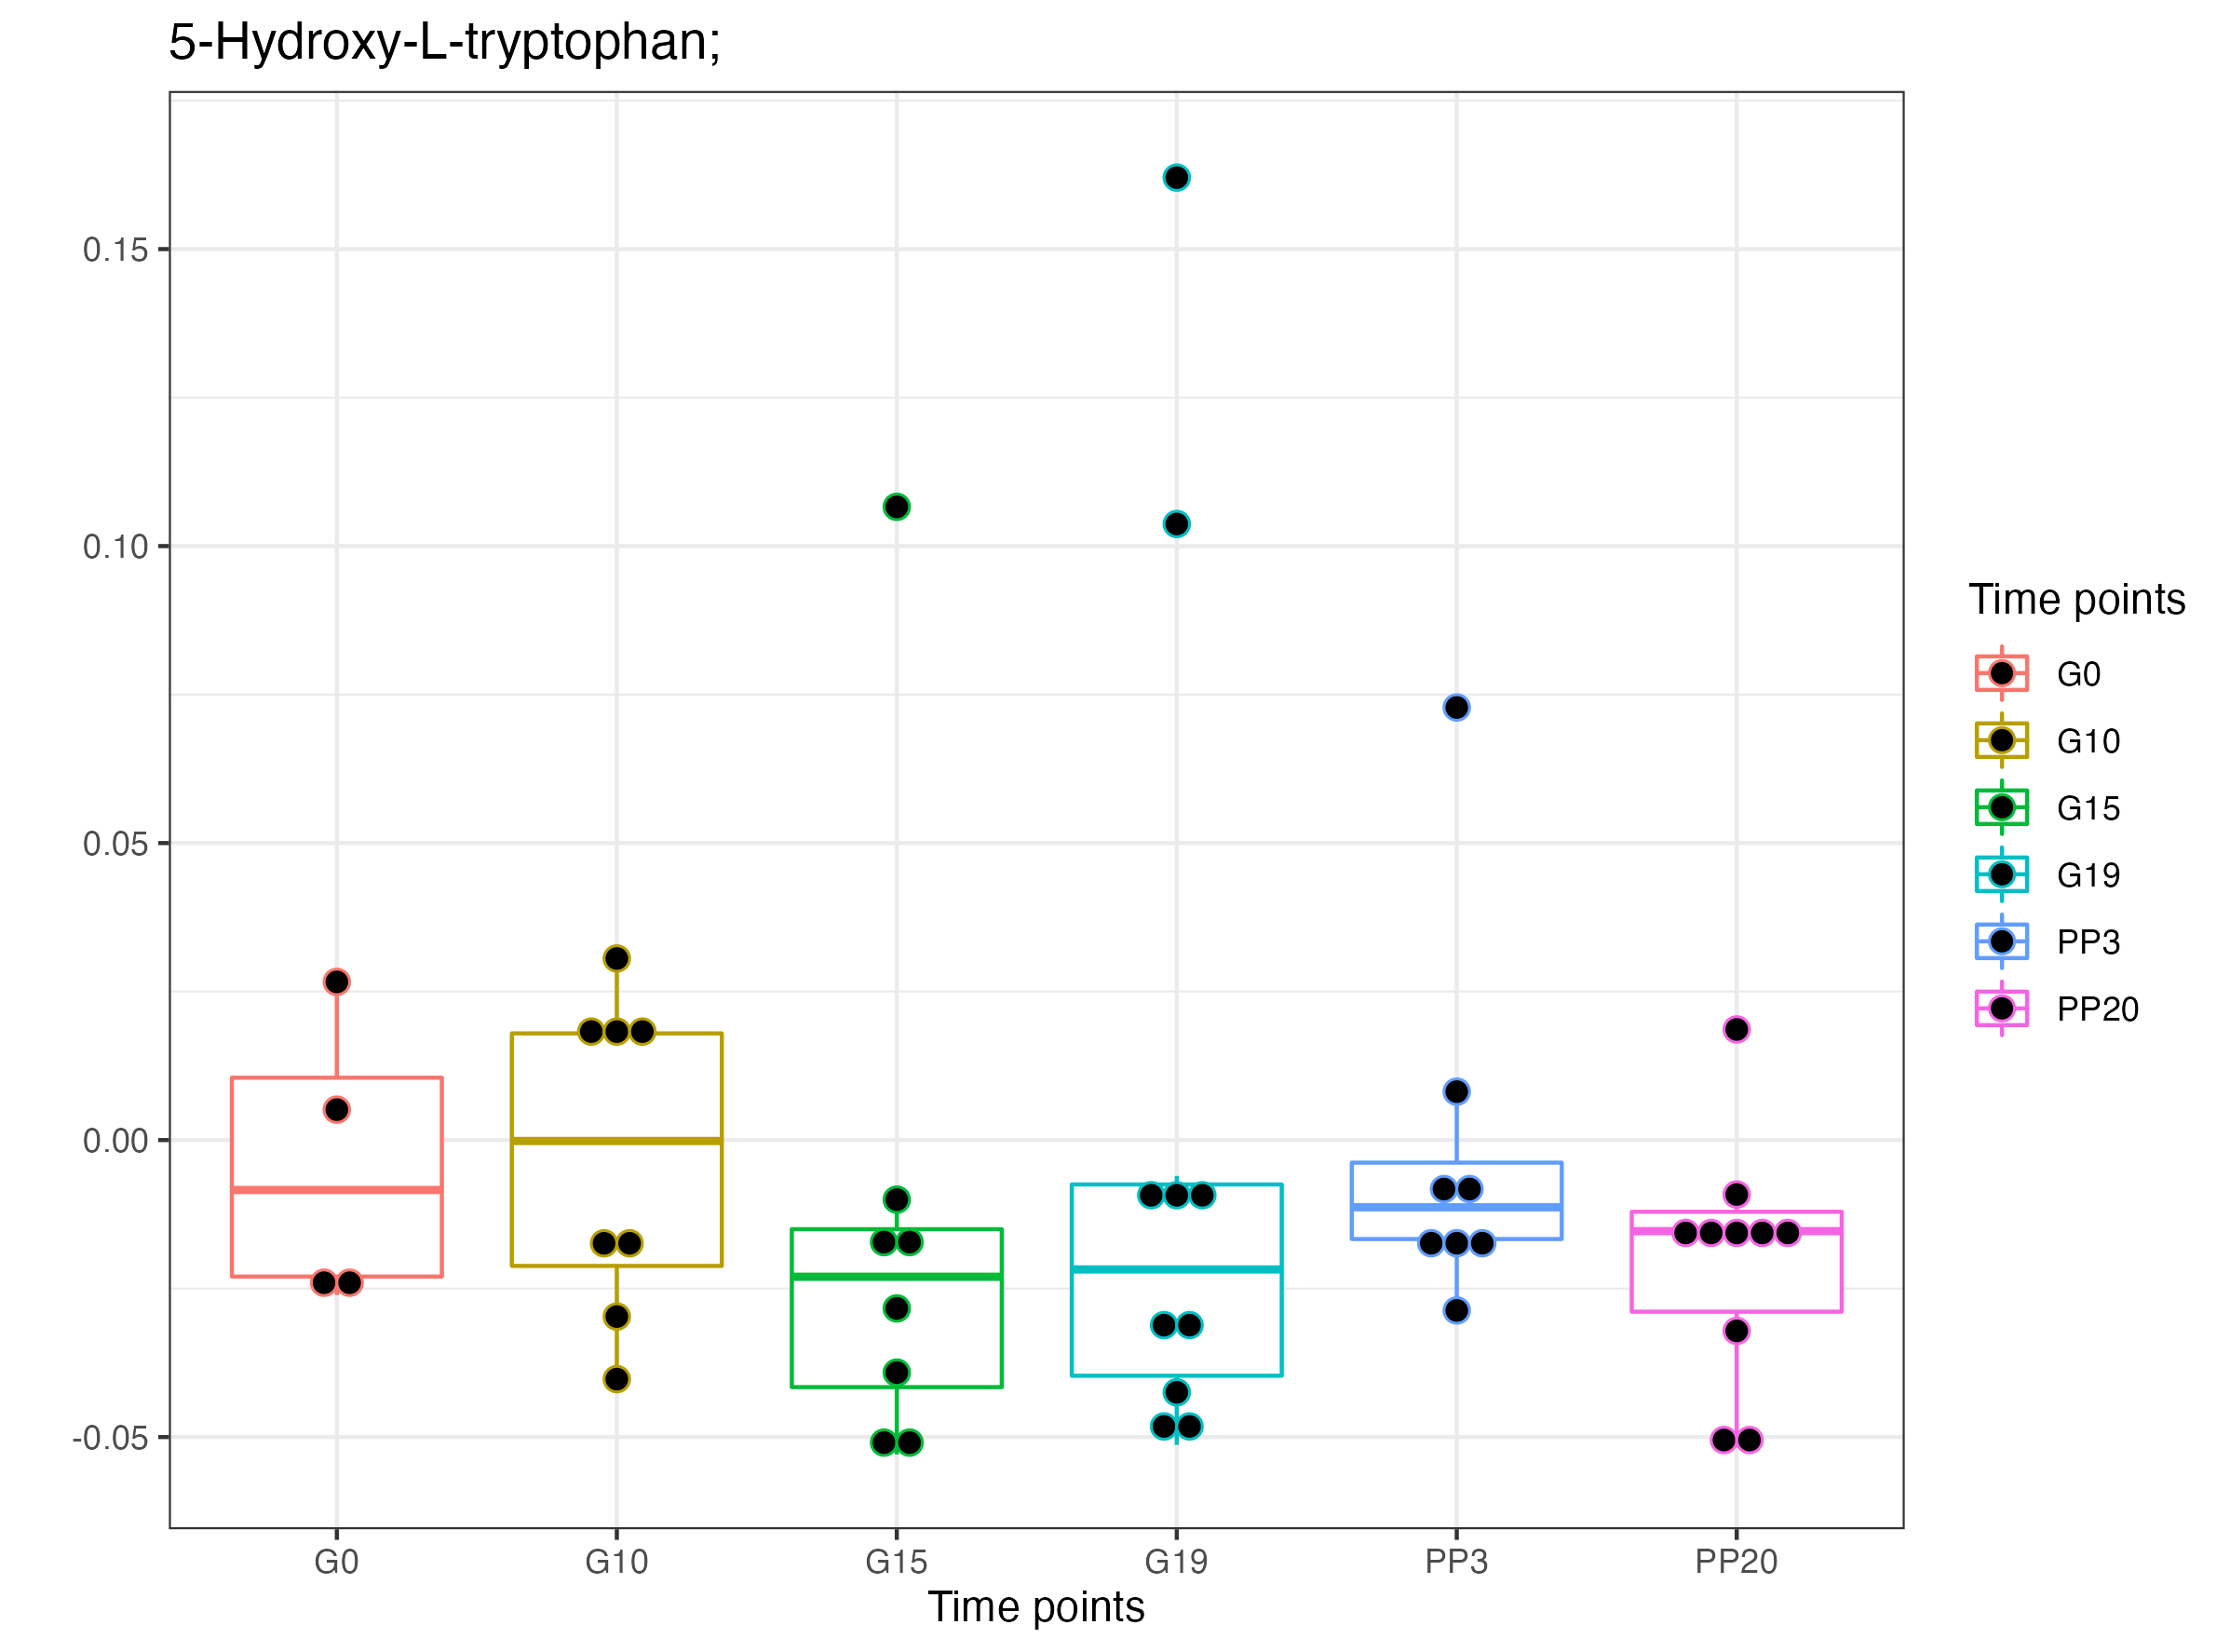 5-Hydroxy-L-tryptophan;
0.15
0.10
0.05
0.00
-0.05
G0
G10
G15
G19
PP3
PP20
Time points
Time points
G0
G10
G15
G19
PP3
PP20